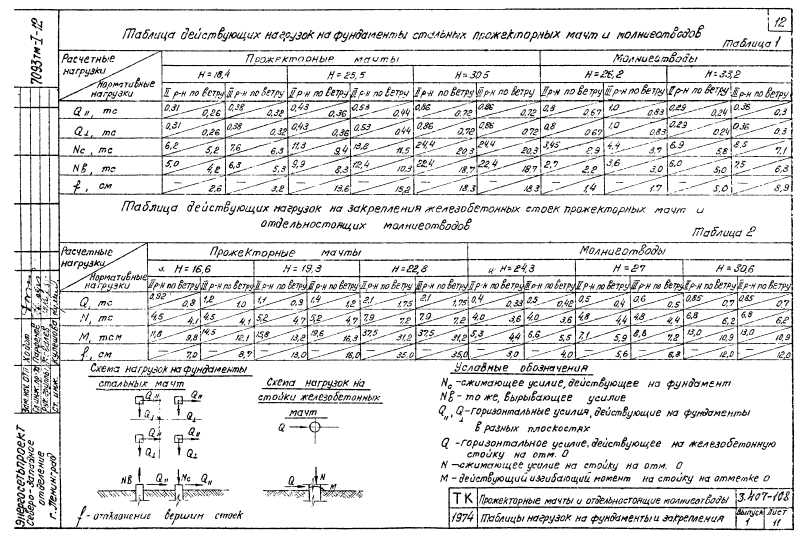 12
70937м-I-12
Таблица действующих нагрузок на фундаменты стальных прожекторных мачт и молниеотводов
Таблица 1
Расчетные нагрузки
Нормативные нагрузки
Прожекторные мачты
Молниеотводы
H=18,4 H=25,5 H=30,5 H=26,2 H=33,2
II р-н по ветру III р-н по ветру II р-н по ветру III р-н по ветру II р-н по ветру III р-н по ветру II р-н по ветру III р-н по ветру II р-н по ветру III р-н по ветру
Q", тс 0,31 0,26 0,38 0,32 0,43 0,36 0,53 0,44 0,86 0,72 0,86 0,72 0,8 0,67 1,0 0,83 0,29 0,24 0,36 0,3
Q⊥, тс 0,31 0,26 0,38 0,32 0,43 0,36 0,53 0,44 0,86 0,72 0,86 0,72 0,8 0,67 1,0 0,83 0,29 0,24 0,36 0,3
Nс, тс 6,2 5,2 7,6 6,3 11,3 9,4 13,8 11,5 24,4 20,3 24,4 20,3 3,45 2,9 4,4 3,7 6,9 5,8 8,5 7,1
Nв, тс 5,0 4,2 6,3 5,3 9,9 8,3 12,4 10,3 22,4 18,7 22,4 18,7 2,7 2,2 3,6 3,0 6,0 5,0 7,5 6,3
f, см — 2,6 — 3,2 — 13,6 — 15,2 — 18,3 — 18,3 — 1,4 — 1,7 — 5,0 — 8,9
Таблица действующих нагрузок на закрепления железобетонных стоек прожекторных мачт и
отдельностоящих молниеотводов
Таблица 2
Расчетные нагрузки
Нормативные нагрузки
Прожекторные мачты
Молниеотводы
H=16,6 H=19,3 H=22,8 H=24,3 H=27 H=30,6
II р-н по ветру III р-н по ветру II р-н по ветру III р-н по ветру II р-н по ветру III р-н по ветру II р-н по ветру III р-н по ветру II р-н по ветру III р-н по ветру II р-н по ветру III р-н по ветру
Q, тс 0,92 0,8 1,2 1,0 1,1 0,9 1,4 1,2 2,1 1,75 2,1 1,75 0,4 0,33 0,5 0,42 0,5 0,4 0,6 0,5 0,85 0,7 0,85 0,7
N, тс 4,5 4,1 4,5 4,1 5,2 4,7 5,2 4,7 7,9 7,2 7,9 7,2 4,0 3,6 4,0 3,6 4,8 4,4 4,8 4,4 6,8 6,2 6,8 6,2
M, тсм 11,8 9,8 14,5 12,1 15,8 13,2 19,6 16,3 37,5 31,2 37,5 31,2 5,3 4,4 6,6 5,5 7,1 5,9 8,8 7,2 13,0 10,9 13,0 10,9
f, см — 7,0 — 8,7 — 13,0 — 16,0 — 35,0 — 35,0 — 3,0 — 4,0 — 5,6 — 6,8 — 12,0 — 12,0
Схема нагрузок на фундаменты
стальных мачт
Q" Q"
Q⊥ Q⊥
Q" Q"
Q⊥ Q⊥
Nв Q" Nс Q"
f - отклонение вершин стоек
Схема нагрузок на
стойки железобетонных
мачт
Q
N
Q M
Условные обозначения
Nс - сжимающее усилие, действующее на фундамент
Nв - то же, вырывающее усилие
Q", Q⊥ - горизонтальные усилия, действующие на фундаменты
в разных плоскостях
Q - горизонтальное усилие, действующее на железобетонную
стойку на отм. 0
N - сжимающее усилие на стойку на отм. 0
M - действующий изгибающий момент на стойку на отметке 0
ТК Прожекторные мачты и отдельностоящие молниеотводы 3.407-108
1974 Таблицы нагрузок на фундаменты и закрепления Выпуск 1 Лист 11
Энергосетьпроект
Северо-Западное
отделение
г. Ленинград